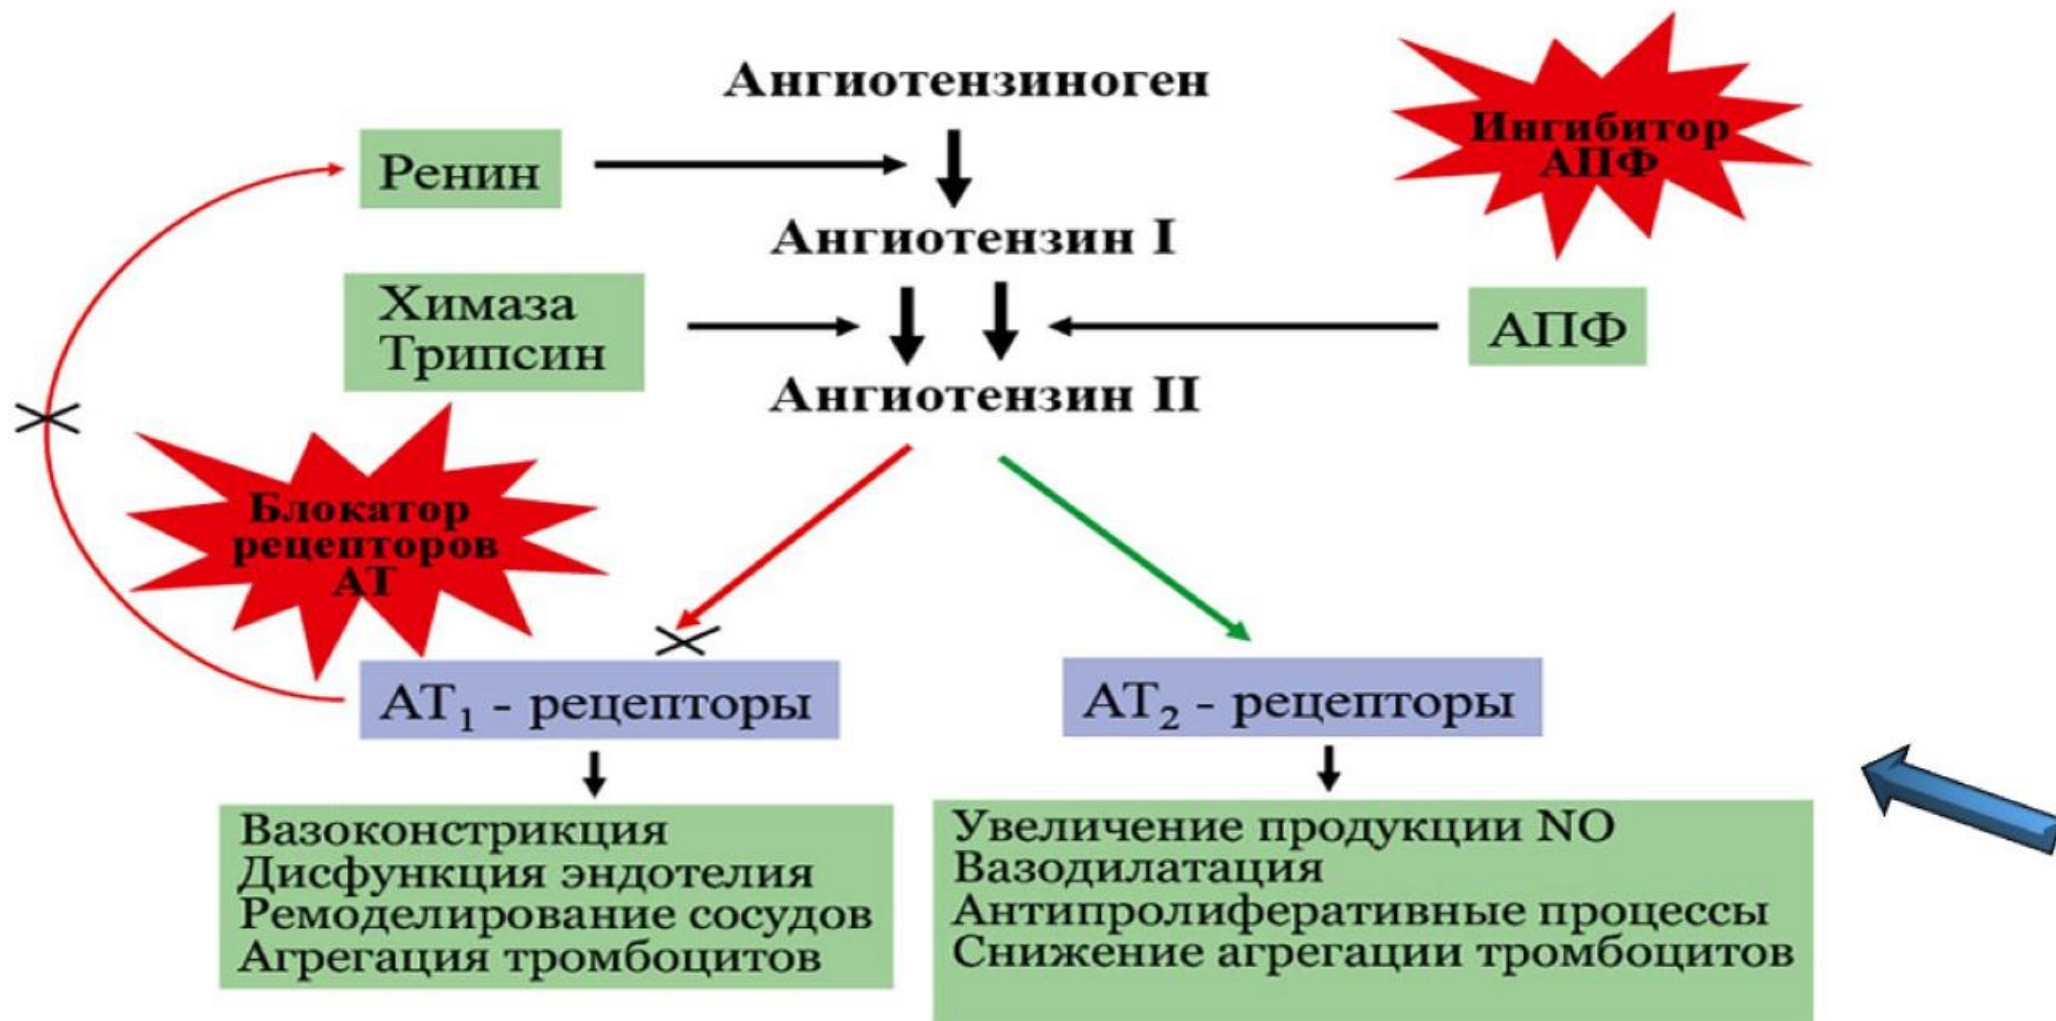 Ангиотензиноген
Ингибитор
АПФ
Ренин
Ангиотензин I
Химаза
Трипсин
АПФ
Ангиотензин II
Блокатор
рецепторов
АТ
АТ₁ - рецепторы
АТ₂ - рецепторы
Вазоконстрикция
Дисфункция эндотелия
Ремоделирование сосудов
Агрегация тромбоцитов
Увеличение продукции NO
Вазодилатация
Антипролиферативные процессы
Снижение агрегации тромбоцитов